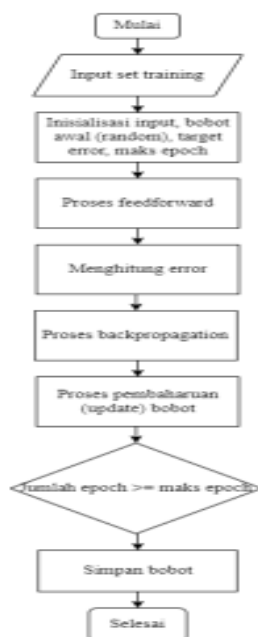 Mulai
Input set training
Inisialisasi input, bobot
awal (random), target
error, maks epoch
Proses feedforward
Menghitung error
Proses backpropagation
Proses pembaharuan
(update) bobot
Jumlah epoch >= maks epoch
Simpan bobot
Selesai